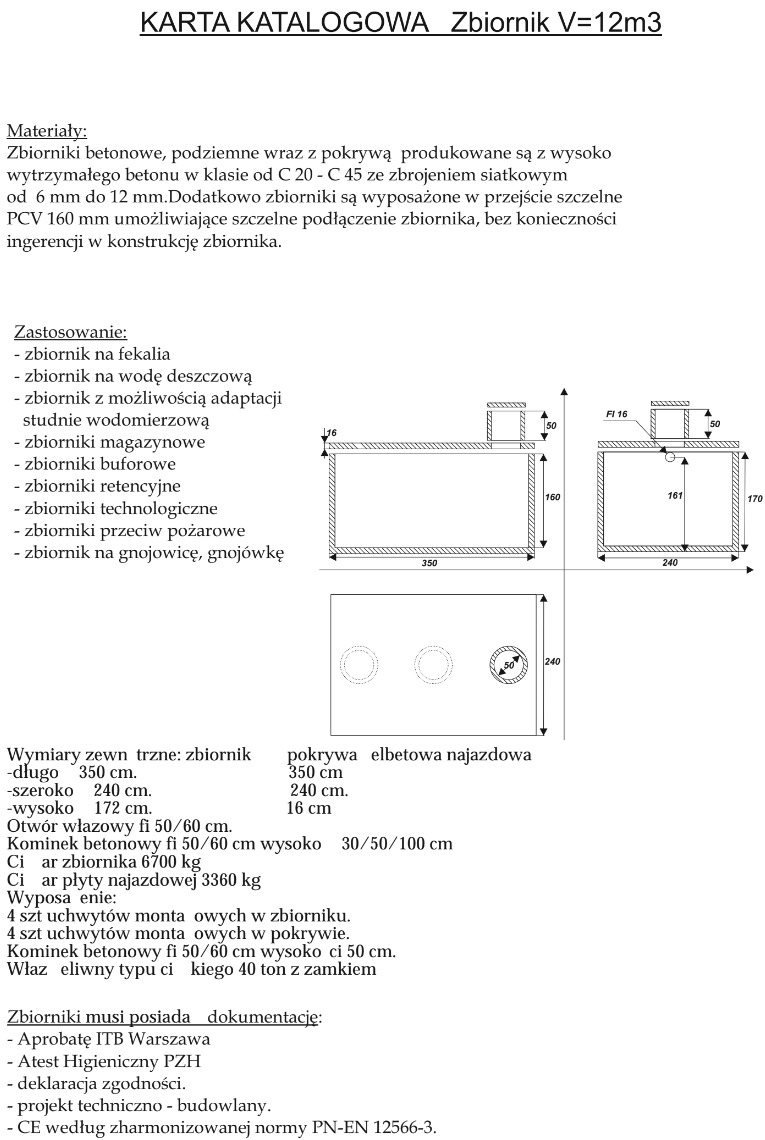 KARTA KATALOGOWA Zbiornik V=12m3
Materiały:
Zbiorniki betonowe, podziemne wraz z pokrywą produkowane są z wysoko
wytrzymałego betonu w klasie od C 20 - C 45 ze zbrojeniem siatkowym
od 6 mm do 12 mm.Dodatkowo zbiorniki są wyposażone w przejście szczelne
PCV 160 mm umożliwiające szczelne podłączenie zbiornika, bez konieczności
ingerencji w konstrukcję zbiornika.
Zastosowanie:
- zbiornik na fekalia
- zbiornik na wodę deszczową
- zbiornik z możliwością adaptacji
studnie wodomierzową
- zbiorniki magazynowe
- zbiorniki buforowe
- zbiorniki retencyjne
- zbiorniki technologiczne
- zbiorniki przeciw pożarowe
- zbiornik na gnojowicę, gnojówkę
16
50
160
350
FI 16
50
161
170
240
50
240
Wymiary zewn trzne: zbiornik pokrywa elbetowa najazdowa
-długo 350 cm. 350 cm
-szeroko 240 cm. 240 cm.
-wysoko 172 cm. 16 cm
Otwór włazowy fi 50/60 cm.
Kominek betonowy fi 50/60 cm wysoko 30/50/100 cm
Ci ar zbiornika 6700 kg
Ci ar płyty najazdowej 3360 kg
Wyposa enie:
4 szt uchwytów monta owych w zbiorniku.
4 szt uchwytów monta owych w pokrywie.
Kominek betonowy fi 50/60 cm wysoko ci 50 cm.
Właz eliwny typu ci kiego 40 ton z zamkiem
Zbiorniki musi posiada dokumentację:
- Aprobatę ITB Warszawa
- Atest Higieniczny PZH
- deklaracja zgodności.
- projekt techniczno - budowlany.
- CE według zharmonizowanej normy PN-EN 12566-3.